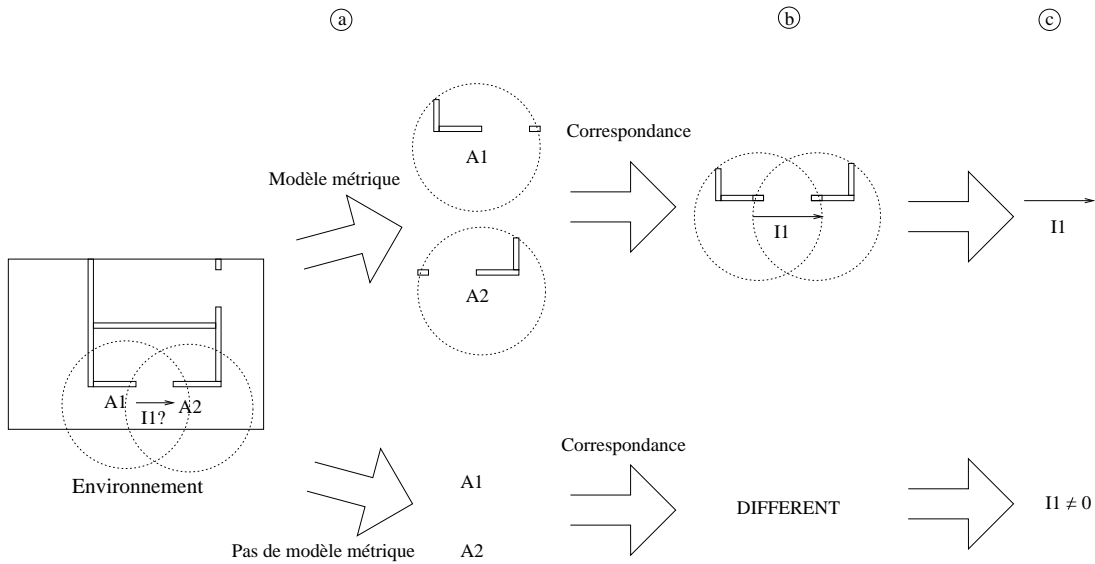 a
b
c
A1
Correspondance
Modèle métrique
I1
I1
A2
A1
A2
I1?
Environnement
Correspondance
A1
DIFFERENT
I1 ≠ 0
Pas de modèle métrique
A2